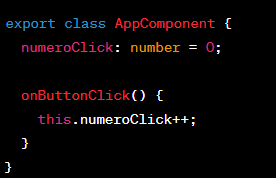 export class AppComponent {
numeroClick: number = 0;
onButtonClick() {
this.numeroClick++;
}
}